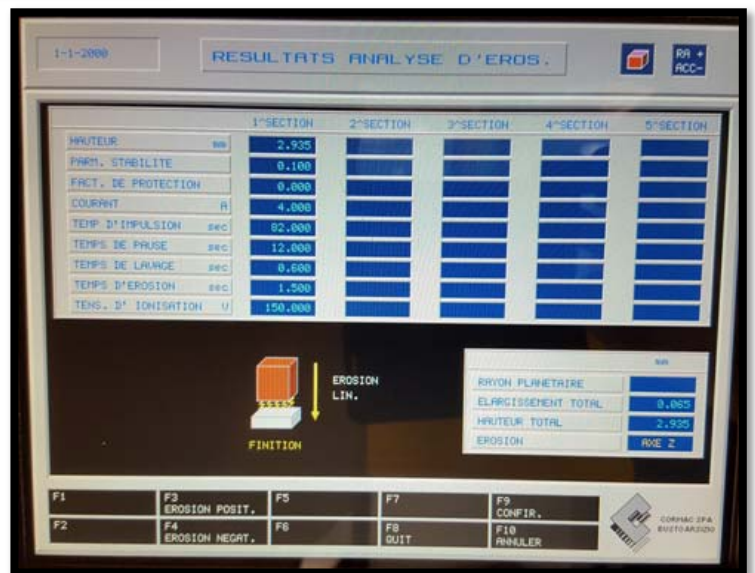 1-1-2000
RESULTATS ANALYSE D'EROS.
RA +
ACC-
1^SECTION 2^SECTION 3^SECTION 4^SECTION 5^SECTION
HAUTEUR mm 2.935
PARM. STABILITE 0.100
FACT. DE PROTECTION 0.000
COURANT A 4.000
TEMP D'IMPULSION sec 82.000
TEMPS DE PAUSE sec 12.000
TEMPS DE LAVAGE sec 0.600
TEMPS D'EROSION sec 1.500
TENS. D' IONISATION V 150.000
EROSION
LIN.
FINITION
mm
RAYON PLANETAIRE
ELARGISSEMENT TOTAL 0.065
HAUTEUR TOTAL 2.935
EROSION AXE Z
F1
F3
EROSION POSIT.
F5
F7
F9
CONFIR.
F2
F4
EROSION NEGAT.
F6
F8
QUIT
F10
ANNULER
CORMAC SPA
BUSTO ARSIZIO